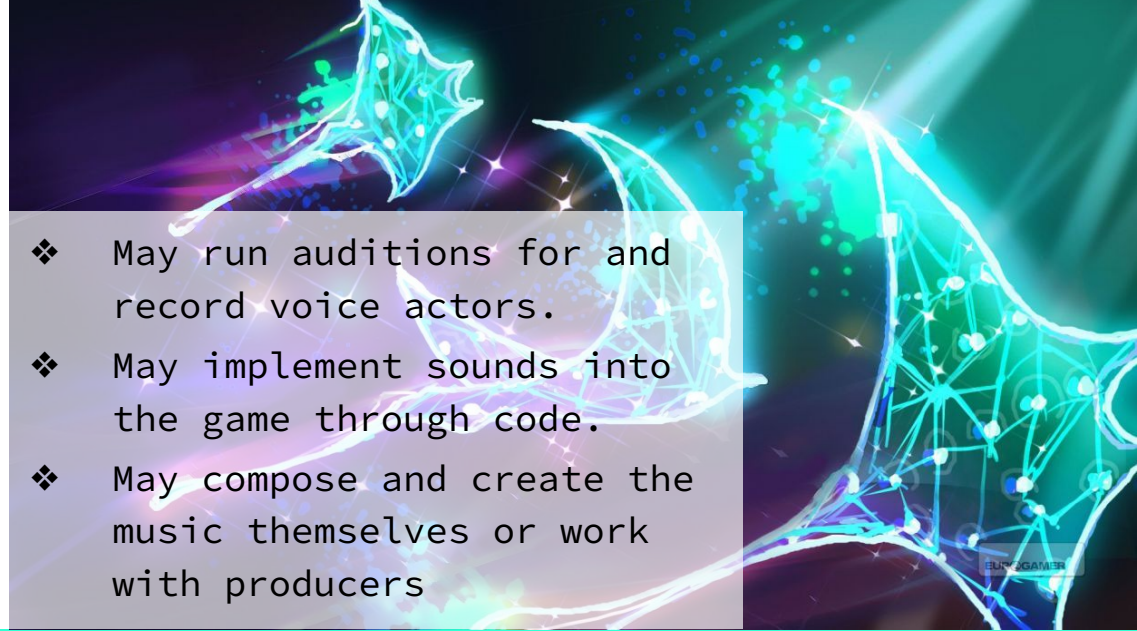 ❖ May run auditions for and
record voice actors.
❖ May implement sounds into
the game through code.
❖ May compose and create the
music themselves or work
with producers
EUROGAMER